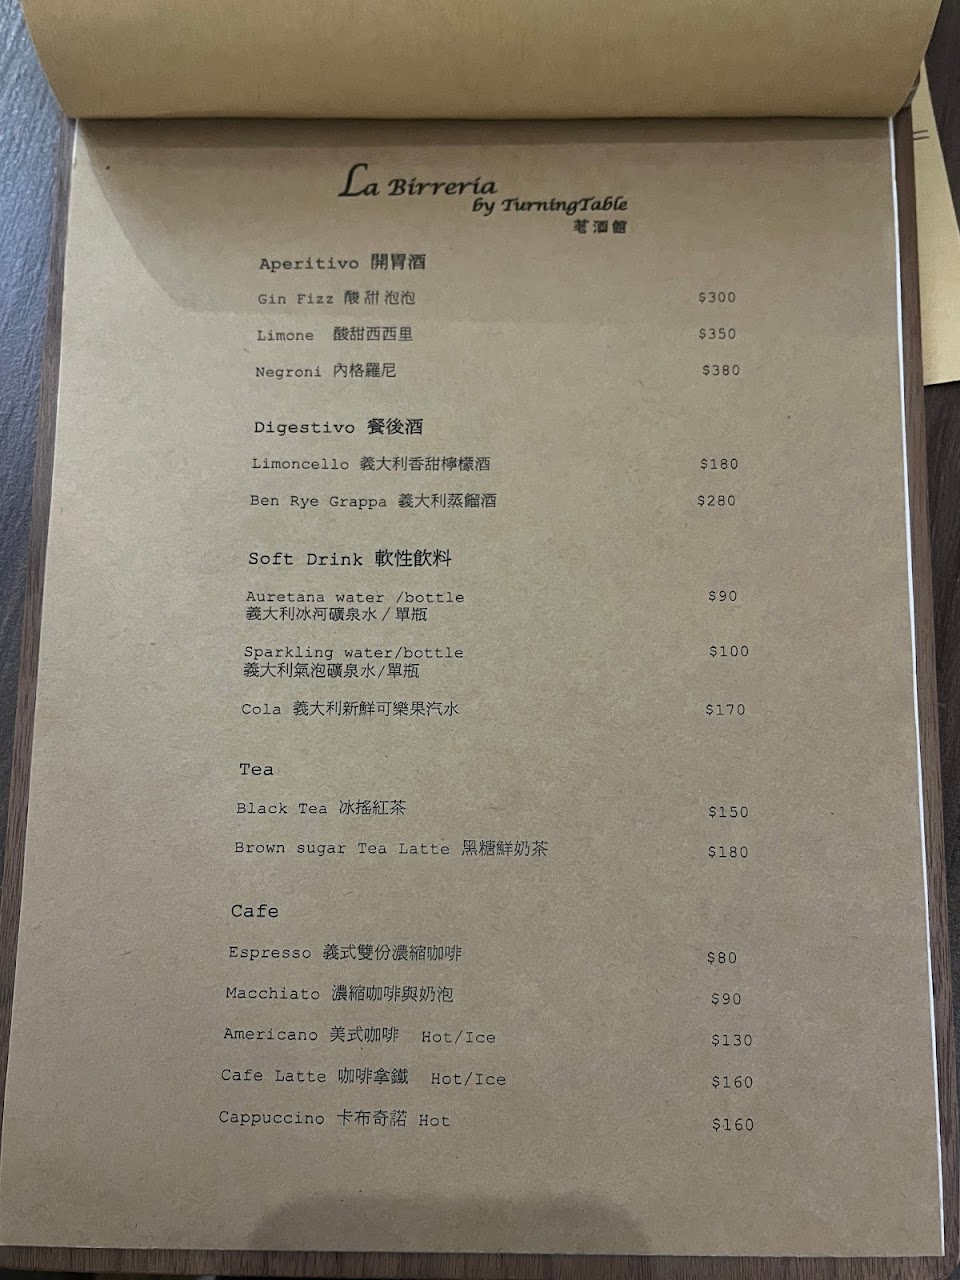 La Birreria
by TurningTable
茗酒館
Aperitivo 開胃酒
Gin Fizz 酸甜泡泡 $300
Limone 酸甜西西里 $350
Negroni 內格羅尼 $380
Digestivo 餐後酒
Limoncello 義大利香甜檸檬酒 $180
Ben Rye Grappa 義大利蒸餾酒 $280
Soft Drink 軟性飲料
Auretana water /bottle $90
義大利冰河礦泉水/單瓶
Sparkling water/bottle $100
義大利氣泡礦泉水/單瓶
Cola 義大利新鮮可樂果汽水 $170
Tea
Black Tea 冰搖紅茶 $150
Brown sugar Tea Latte 黑糖鮮奶茶 $180
Cafe
Espresso 義式雙份濃縮咖啡 $80
Macchiato 濃縮咖啡與奶泡 $90
Americano 美式咖啡 Hot/Ice $130
Cafe Latte 咖啡拿鐵 Hot/Ice $160
Cappuccino 卡布奇諾 Hot $160